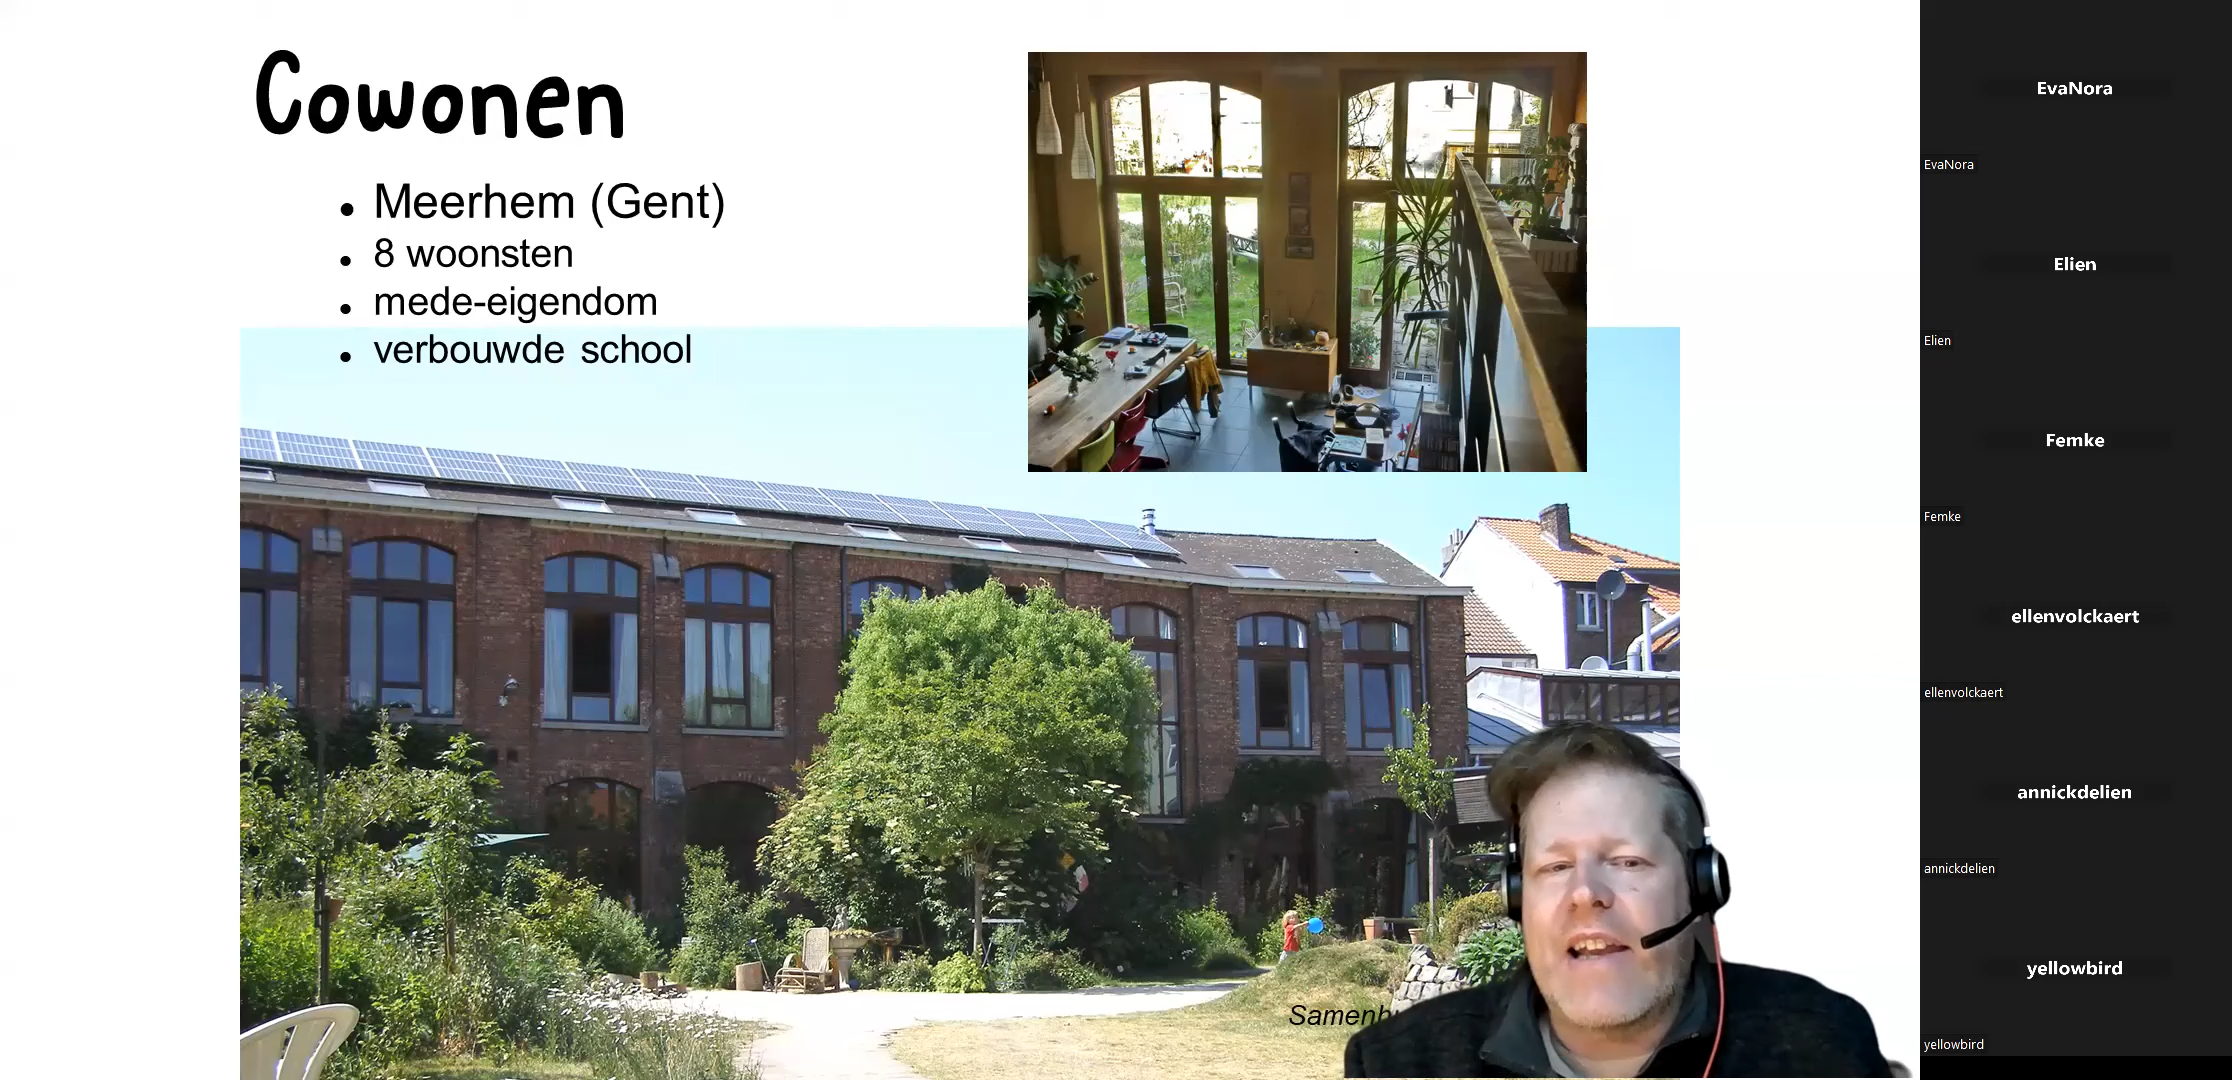 Cowonen
Meerhem (Gent)
8 woonsten
mede-eigendom
verbouwde school
EvaNora
EvaNora
Elien
Elien
Femke
Femke
ellenvolckaert
ellenvolckaert
annickdelien
annickdelien
yellowbird
yellowbird